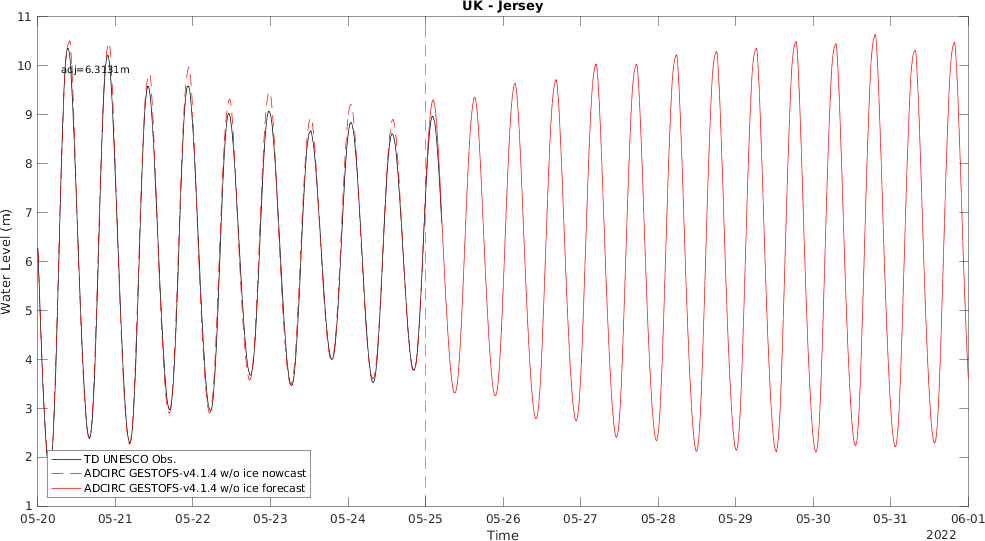 UK - Jersey
11
10
9
8
7
6
5
4
3
2
1
Water Level (m)
adj=6.3131m
TD UNESCO Obs.
ADCIRC GESTOFS-v4.1.4 w/o ice nowcast
ADCIRC GESTOFS-v4.1.4 w/o ice forecast
05-20 05-21 05-22 05-23 05-24 05-25 05-26 05-27 05-28 05-29 05-30 05-31 06-01
Time
2022